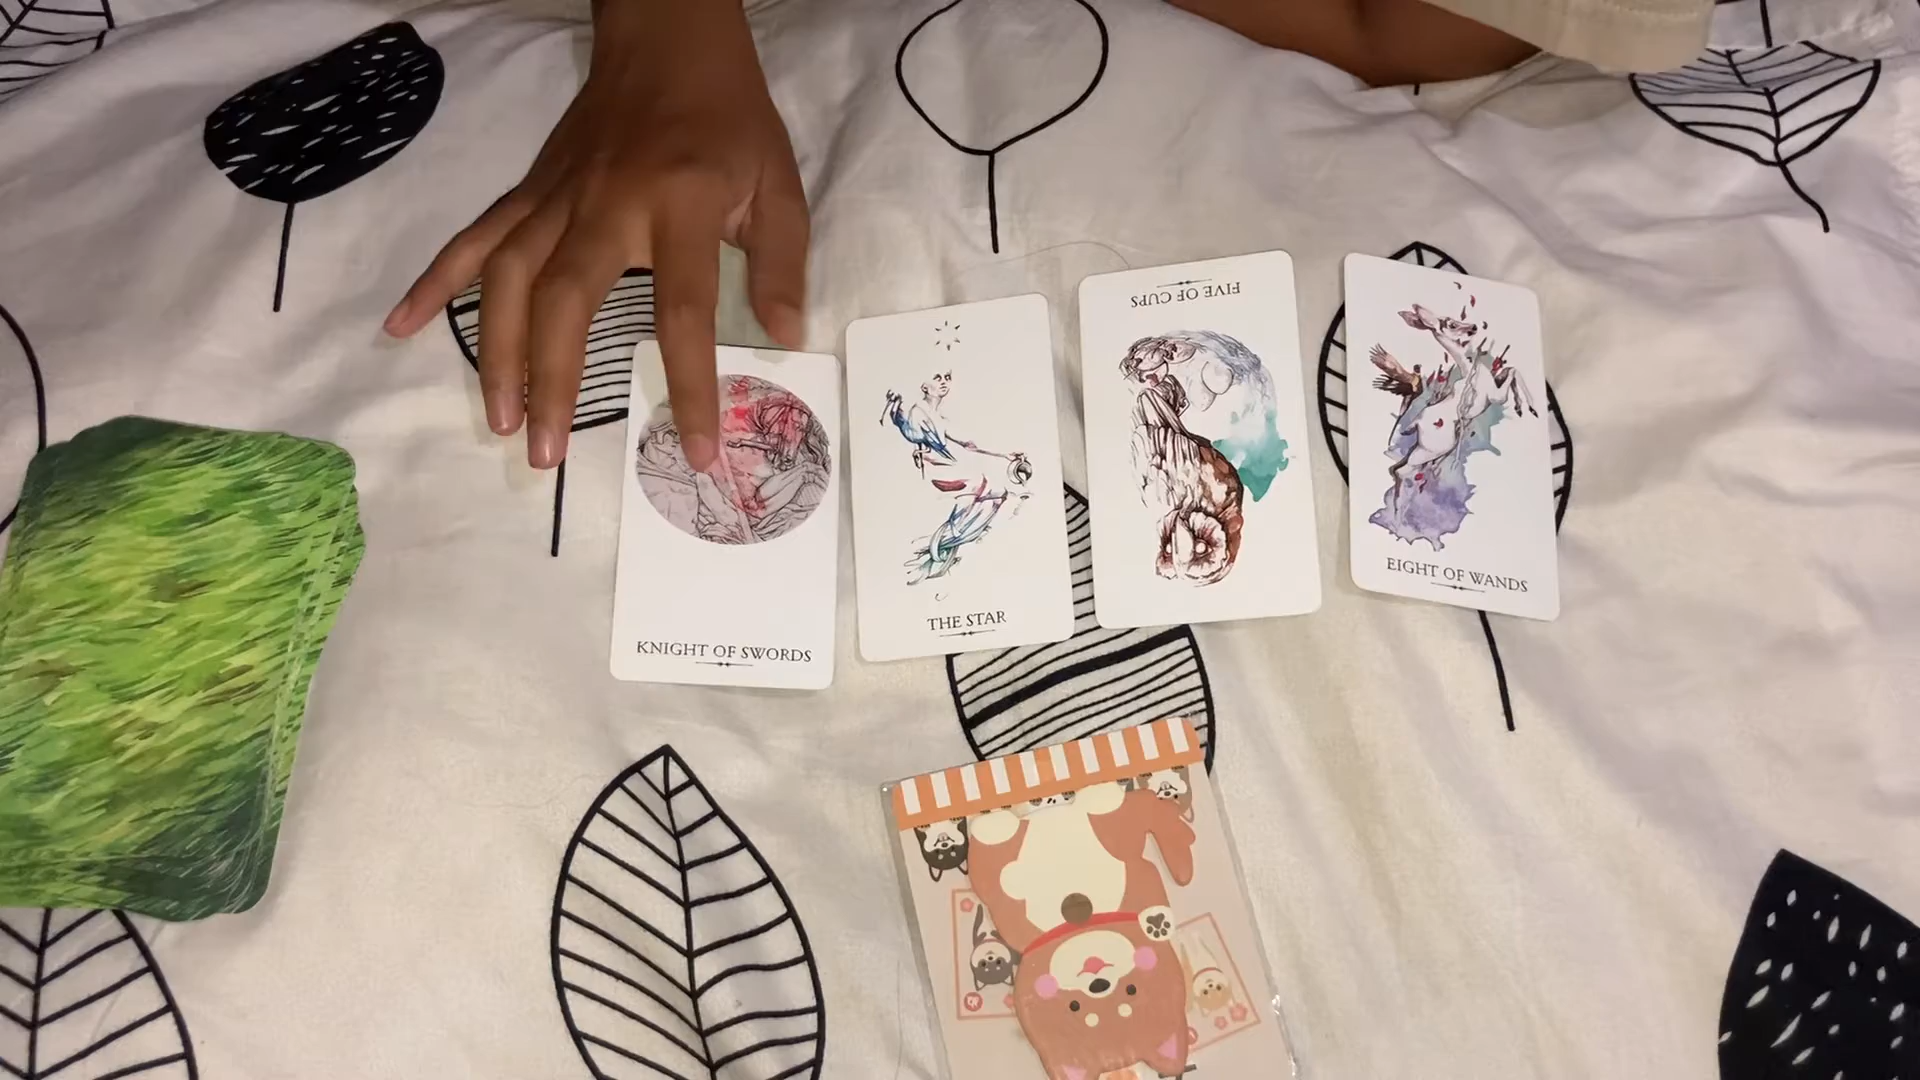 KNIGHT OF SWORDS
THE STAR
FIVE OF CUPS
EIGHT OF WANDS